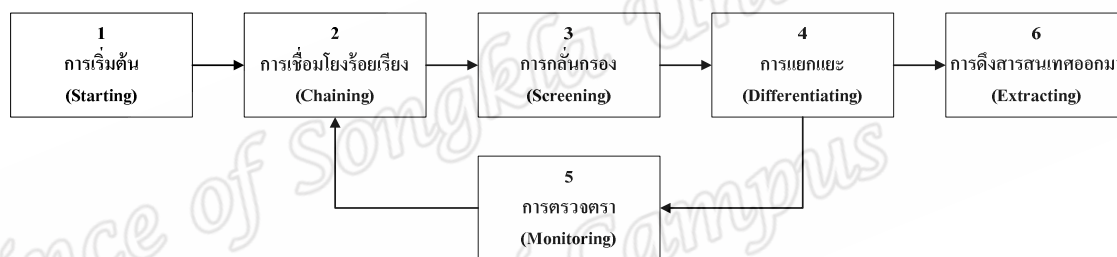 1
การเริ่มต้น
(Starting)
2
การเชื่อมโยงร้อยเรียง
(Chaining)
3
การกลั่นกรอง
(Screening)
4
การแยกแยะ
(Differentiating)
6
การดึงสารสนเทศออกมา
(Extracting)
5
การตรวจตรา
(Monitoring)
of Songkla
Campus